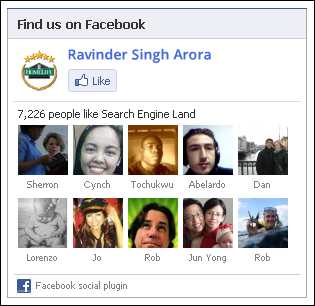 Find us on Facebook
HOMELIFE
Ravinder Singh Arora
Like
7,226 people like Search Engine Land
Sherron Cynch Tochukwu Abelardo Dan
Lorenzo Jo Rob Jun Yong Rob
Facebook social plugin